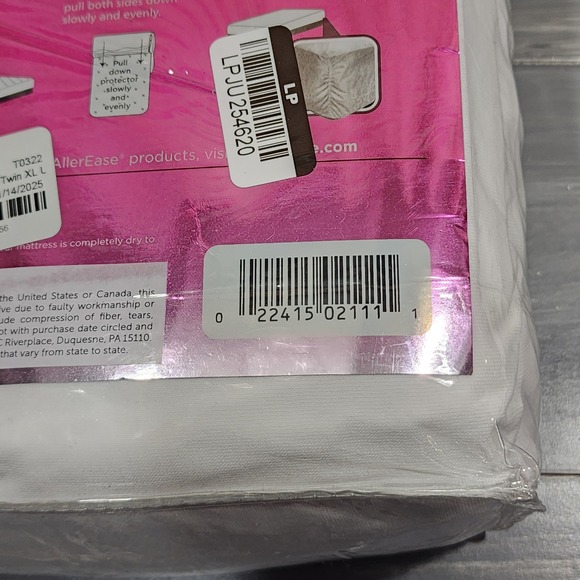 pull both sides down
slowly and evenly.
Pull
down
protector
slowly
and
evenly
LPJU254620
LP
AllerEase® products, vis
e.com
T0322
Twin XL L
/14/2025
56
mattress is completely dry to
the United States or Canada, this
ive due to faulty workmanship or
ude compression of fiber, tears,
pt with purchase date circled and
C Riverplace, Duquesne, PA 15110.
that vary from state to state.
0 22415 02111 1